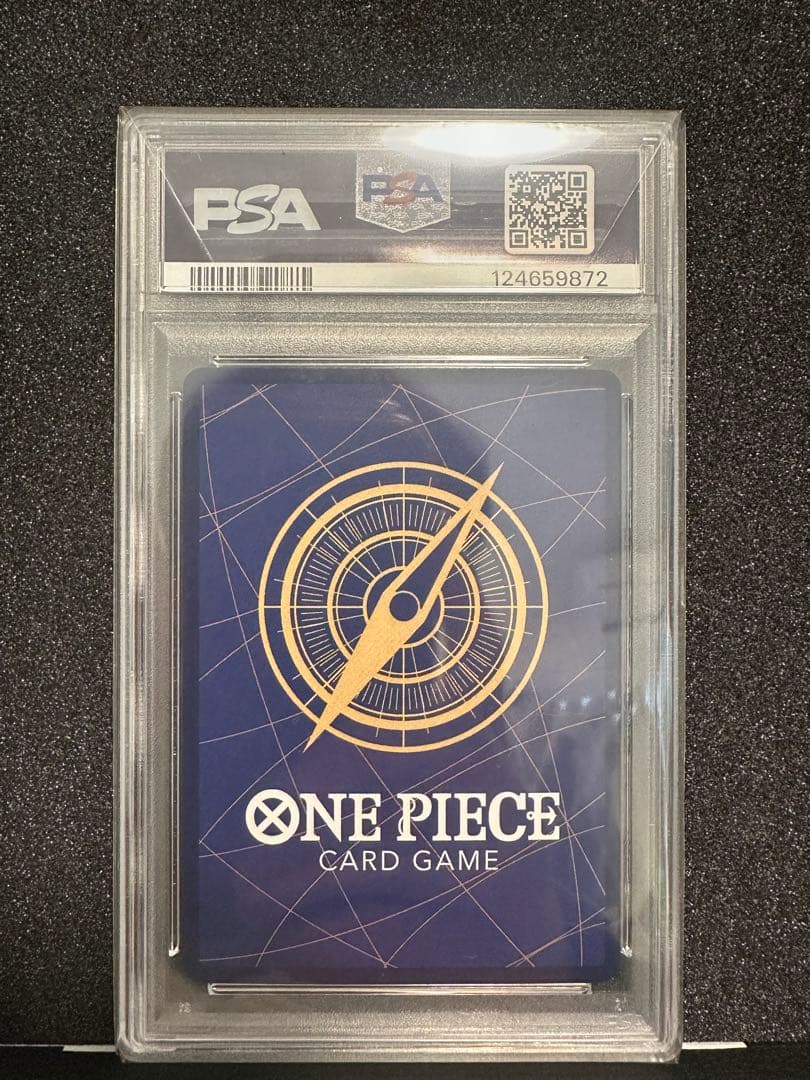 PSA
PSA
124659872
ONE PIECE
CARD GAME